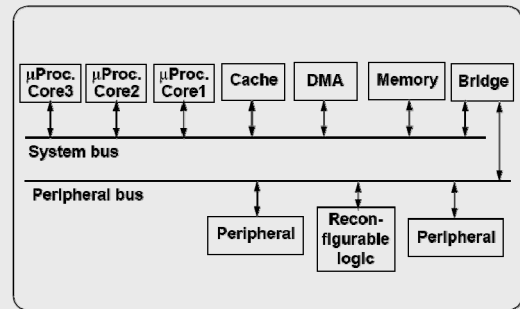 µProc.
Core3
µProc.
Core2
µProc.
Core1
Cache
DMA
Memory
Bridge
System bus
Peripheral bus
Peripheral
Recon-
figurable
logic
Peripheral